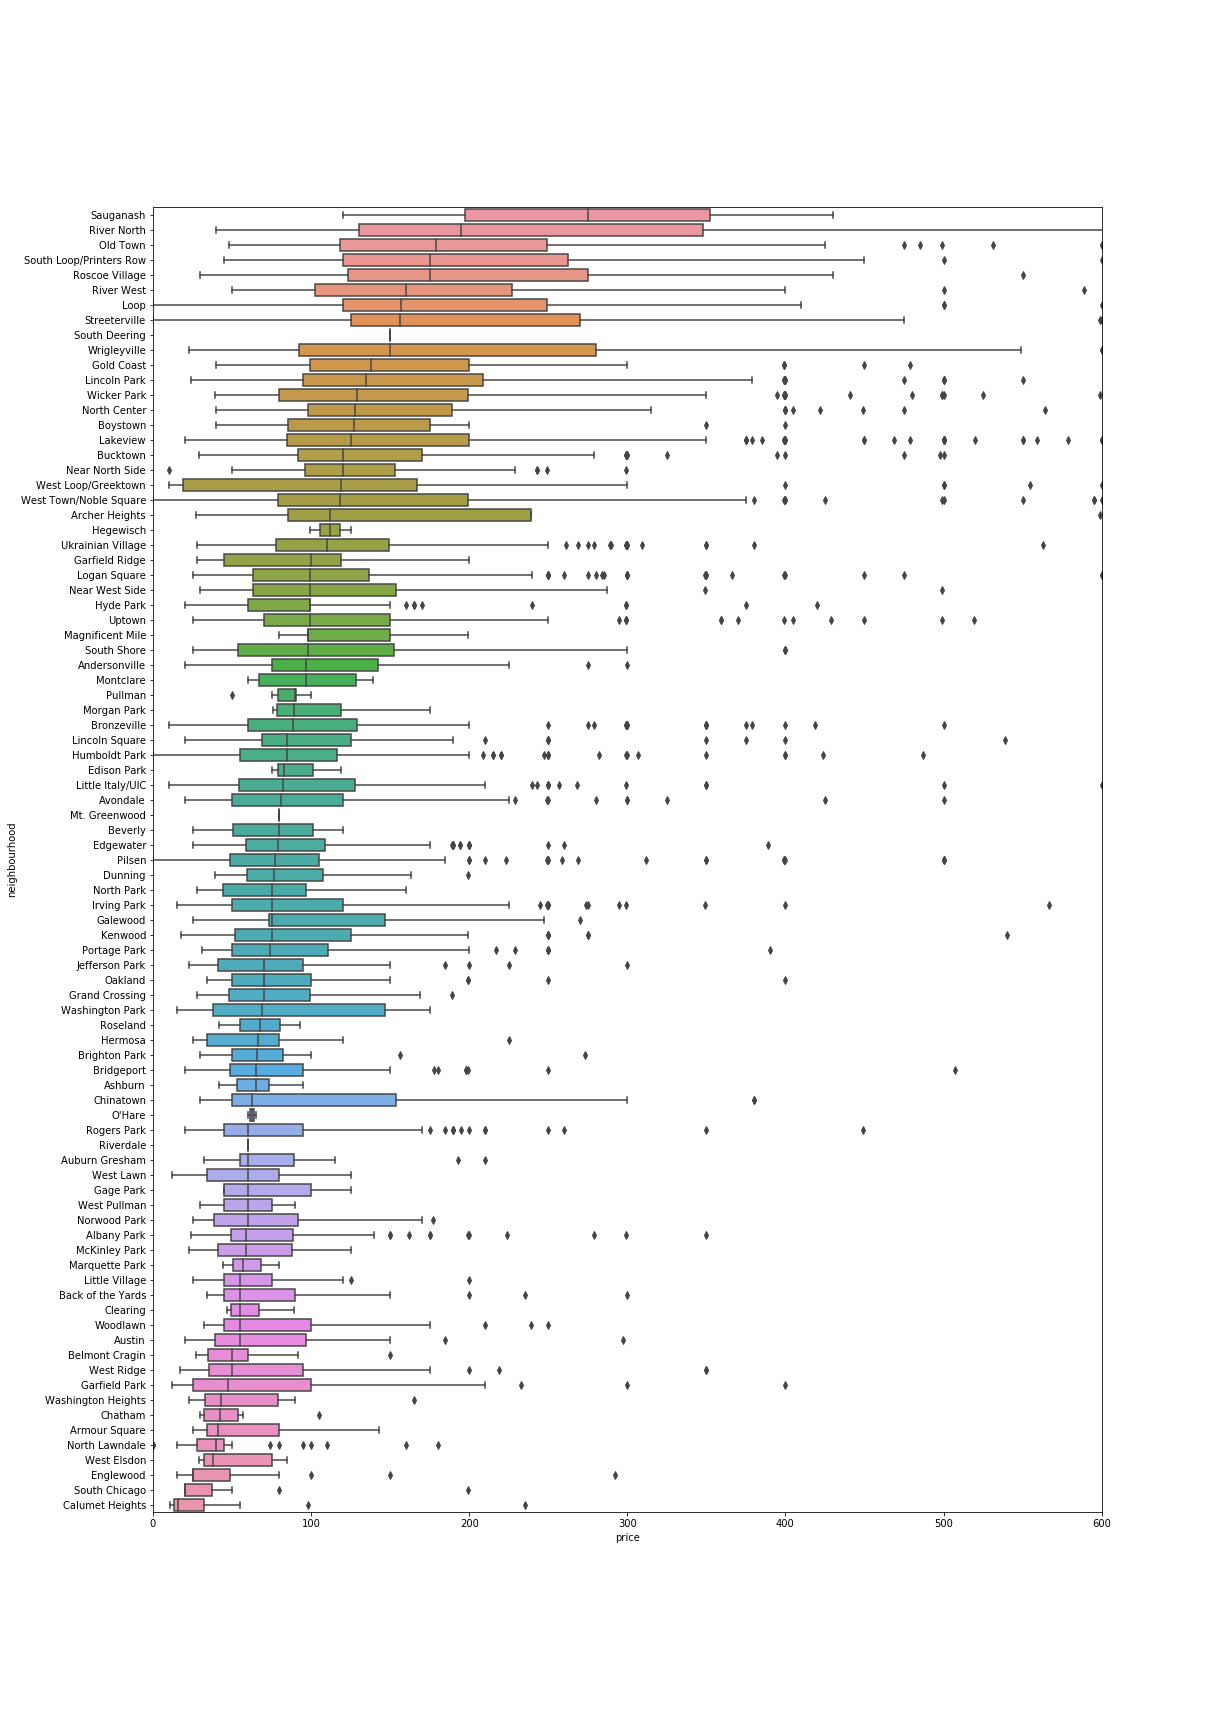 neighbourhood
Sauganash
River North
Old Town
South Loop/Printers Row
Roscoe Village
River West
Loop
Streeterville
South Deering
Wrigleyville
Gold Coast
Lincoln Park
Wicker Park
North Center
Boystown
Lakeview
Bucktown
Near North Side
West Loop/Greektown
West Town/Noble Square
Archer Heights
Hegewisch
Ukrainian Village
Garfield Ridge
Logan Square
Near West Side
Hyde Park
Uptown
Magnificent Mile
South Shore
Andersonville
Montclare
Pullman
Morgan Park
Bronzeville
Lincoln Square
Humboldt Park
Edison Park
Little Italy/UIC
Avondale
Mt. Greenwood
Beverly
Edgewater
Pilsen
Dunning
North Park
Irving Park
Galewood
Kenwood
Portage Park
Jefferson Park
Oakland
Grand Crossing
Washington Park
Roseland
Hermosa
Brighton Park
Bridgeport
Ashburn
Chinatown
O'Hare
Rogers Park
Riverdale
Auburn Gresham
West Lawn
Gage Park
West Pullman
Norwood Park
Albany Park
McKinley Park
Marquette Park
Little Village
Back of the Yards
Clearing
Woodlawn
Austin
Belmont Cragin
West Ridge
Garfield Park
Washington Heights
Chatham
Armour Square
North Lawndale
West Elsdon
Englewood
South Chicago
Calumet Heights
0 100 200 300 400 500 600
price